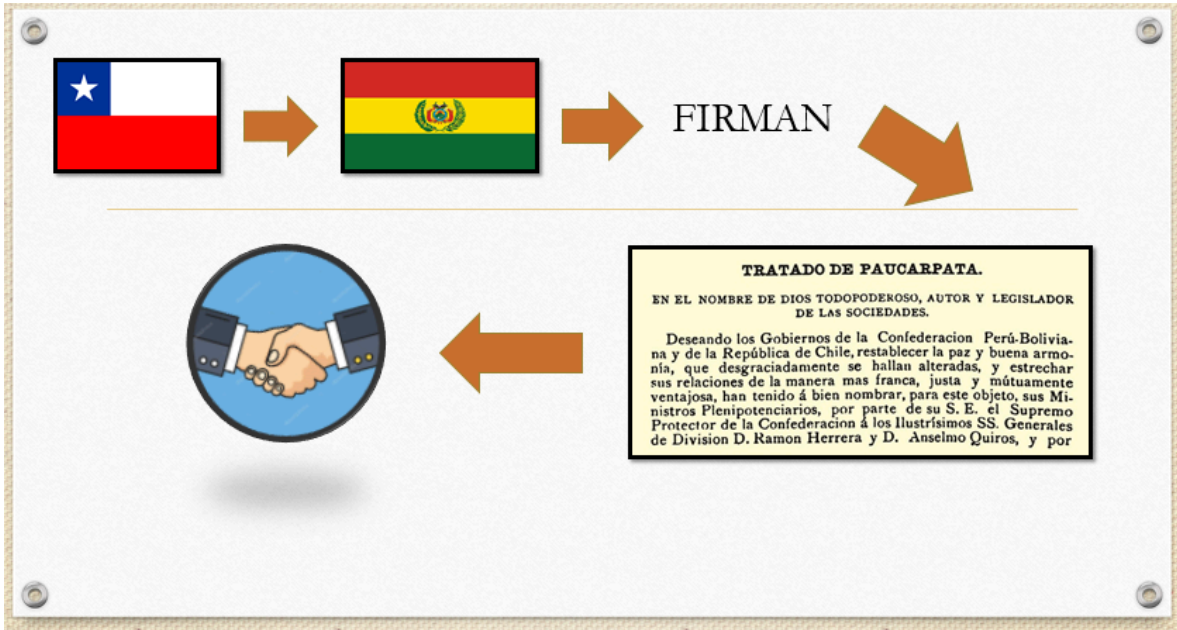 FIRMAN
TRATADO DE PAUCARPATA.
EN EL NOMBRE DE DIOS TODOPODEROSO, AUTOR Y LEGISLADOR
DE LAS SOCIEDADES.
Deseando los Gobiernos de la Confederacion Perú-Bolivia-
na y de la República de Chile, restablecer la paz y buena armo-
nía, que desgraciadamente se hallan alteradas, y estrechar
sus relaciones de la manera mas franca, justa y mútuamente
ventajosa, han tenido á bien nombrar, para este objeto, sus Mi-
nistros Plenipotenciarios, por parte de su S. E. el Supremo
Protector de la Confederacion á los Ilustrísimos SS. Generales
de Division D. Ramon Herrera y D. Anselmo Quiros, y por